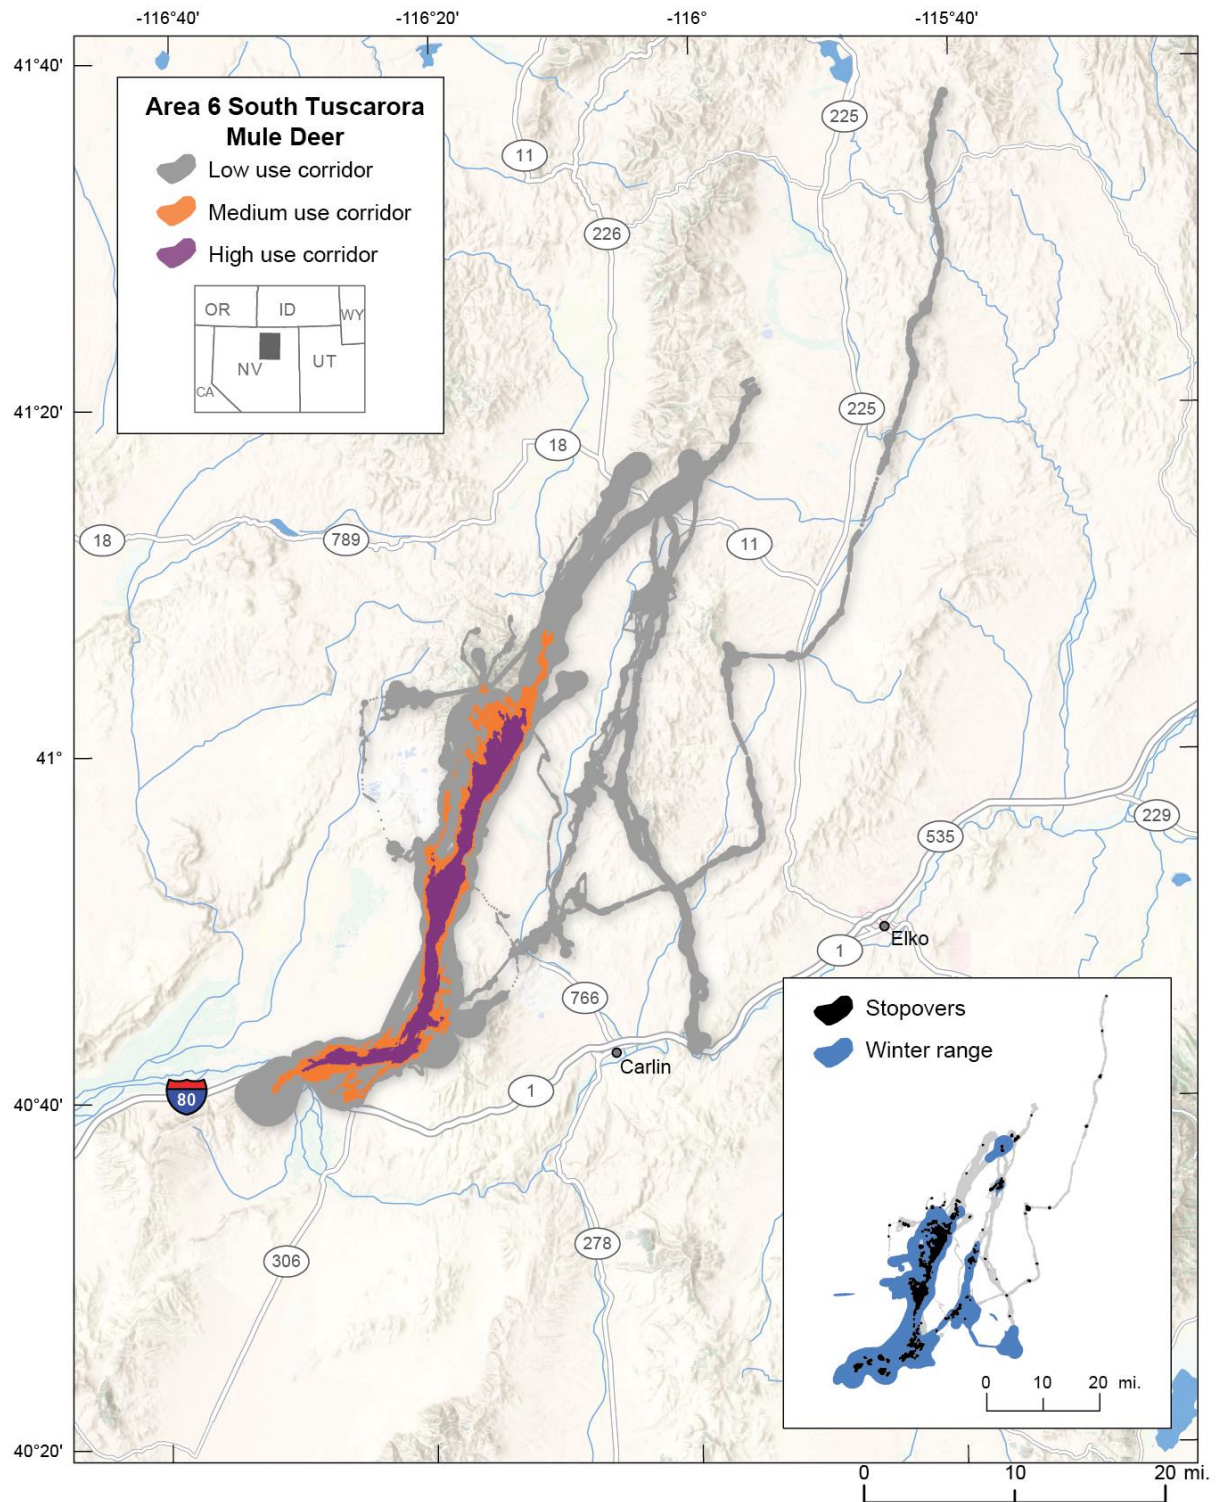 -116°40'
-116°20'
-116°
-115°40'
41°40'
Area 6 South Tuscarora
Mule Deer
Low use corridor
Medium use corridor
High use corridor
OR
ID
WY
NV
UT
CA
225
11
226
41°20'
225
18
18
789
11
41°
535
229
Elko
1
766
Carlin
1
80
40°40'
Stopovers
Winter range
306
278
0 10 20 mi.
40°20'
0 10 20 mi.